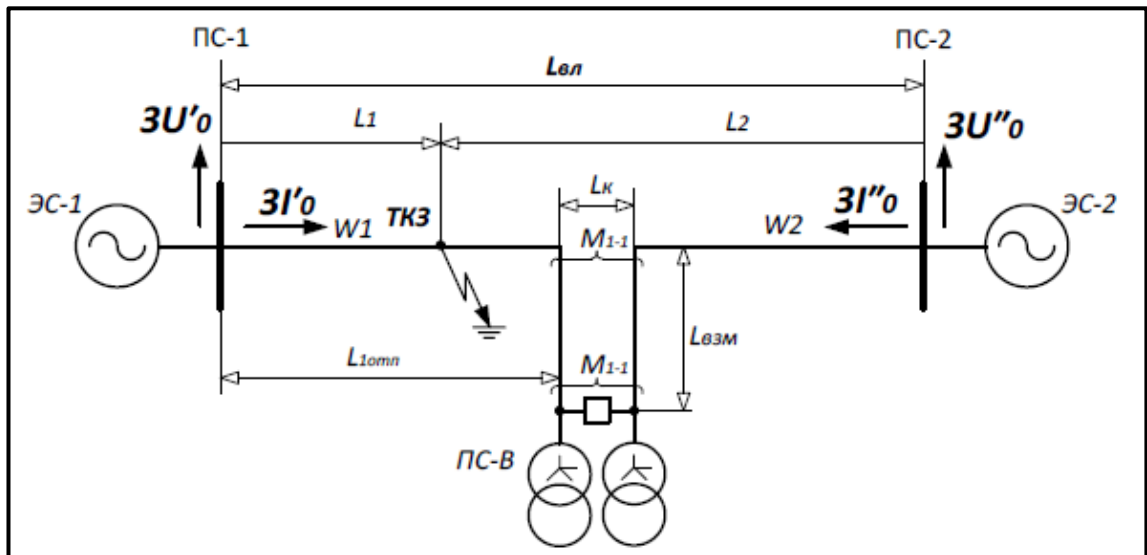 ПС-1
ПС-2
Lвл
3U′0
L1
L2
3U″0
ЭС-1
3I′0
W1
ТКЗ
Lк
M1-1
W2
3I″0
ЭС-2
Lвзм
L1отп
M1-1
ПС-В